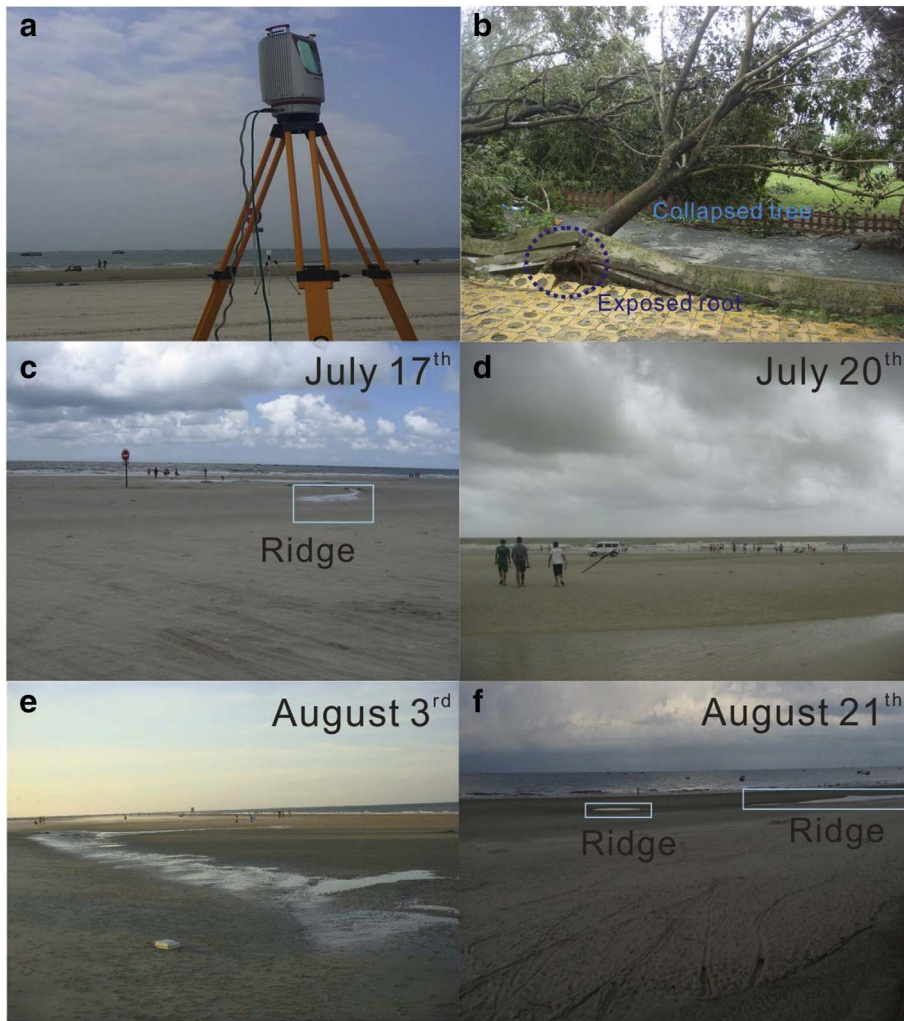 a
b
Collapsed tree
Exposed root
c
July 17th
Ridge
d
July 20th
e
August 3rd
f
August 21th
Ridge
Ridge